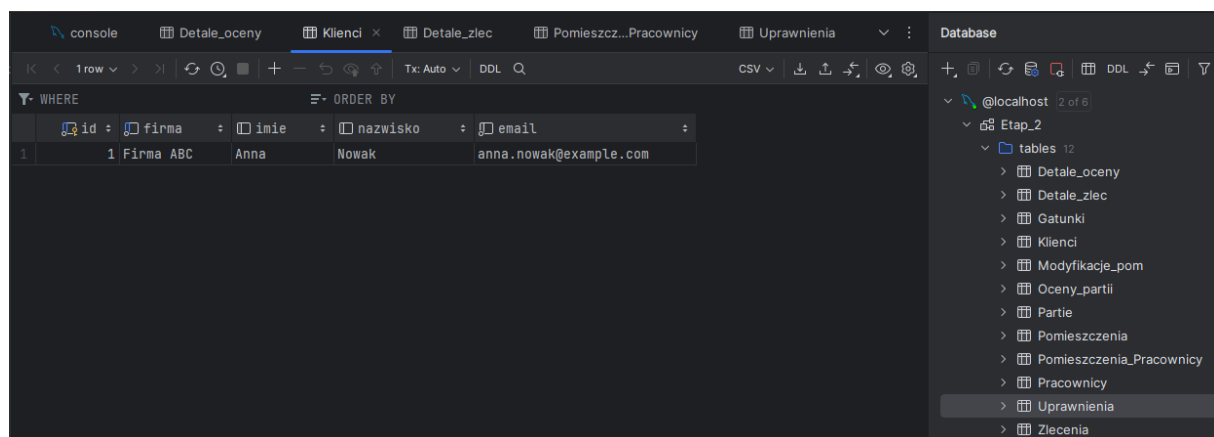 console Detale_oceny Klienci × Detale_zlec Pomieszcz...Pracownicy Uprawnienia
1 row Tx: Auto DDL CSV
WHERE ORDER BY
id firma imie nazwisko email
1 1 Firma ABC Anna Nowak anna.nowak@example.com
Database
DDL
@localhost 2 of 6
Etap_2
tables 12
Detale_oceny
Detale_zlec
Gatunki
Klienci
Modyfikacje_pom
Oceny_partii
Partie
Pomieszczenia
Pomieszczenia_Pracownicy
Pracownicy
Uprawnienia
Zlecenia